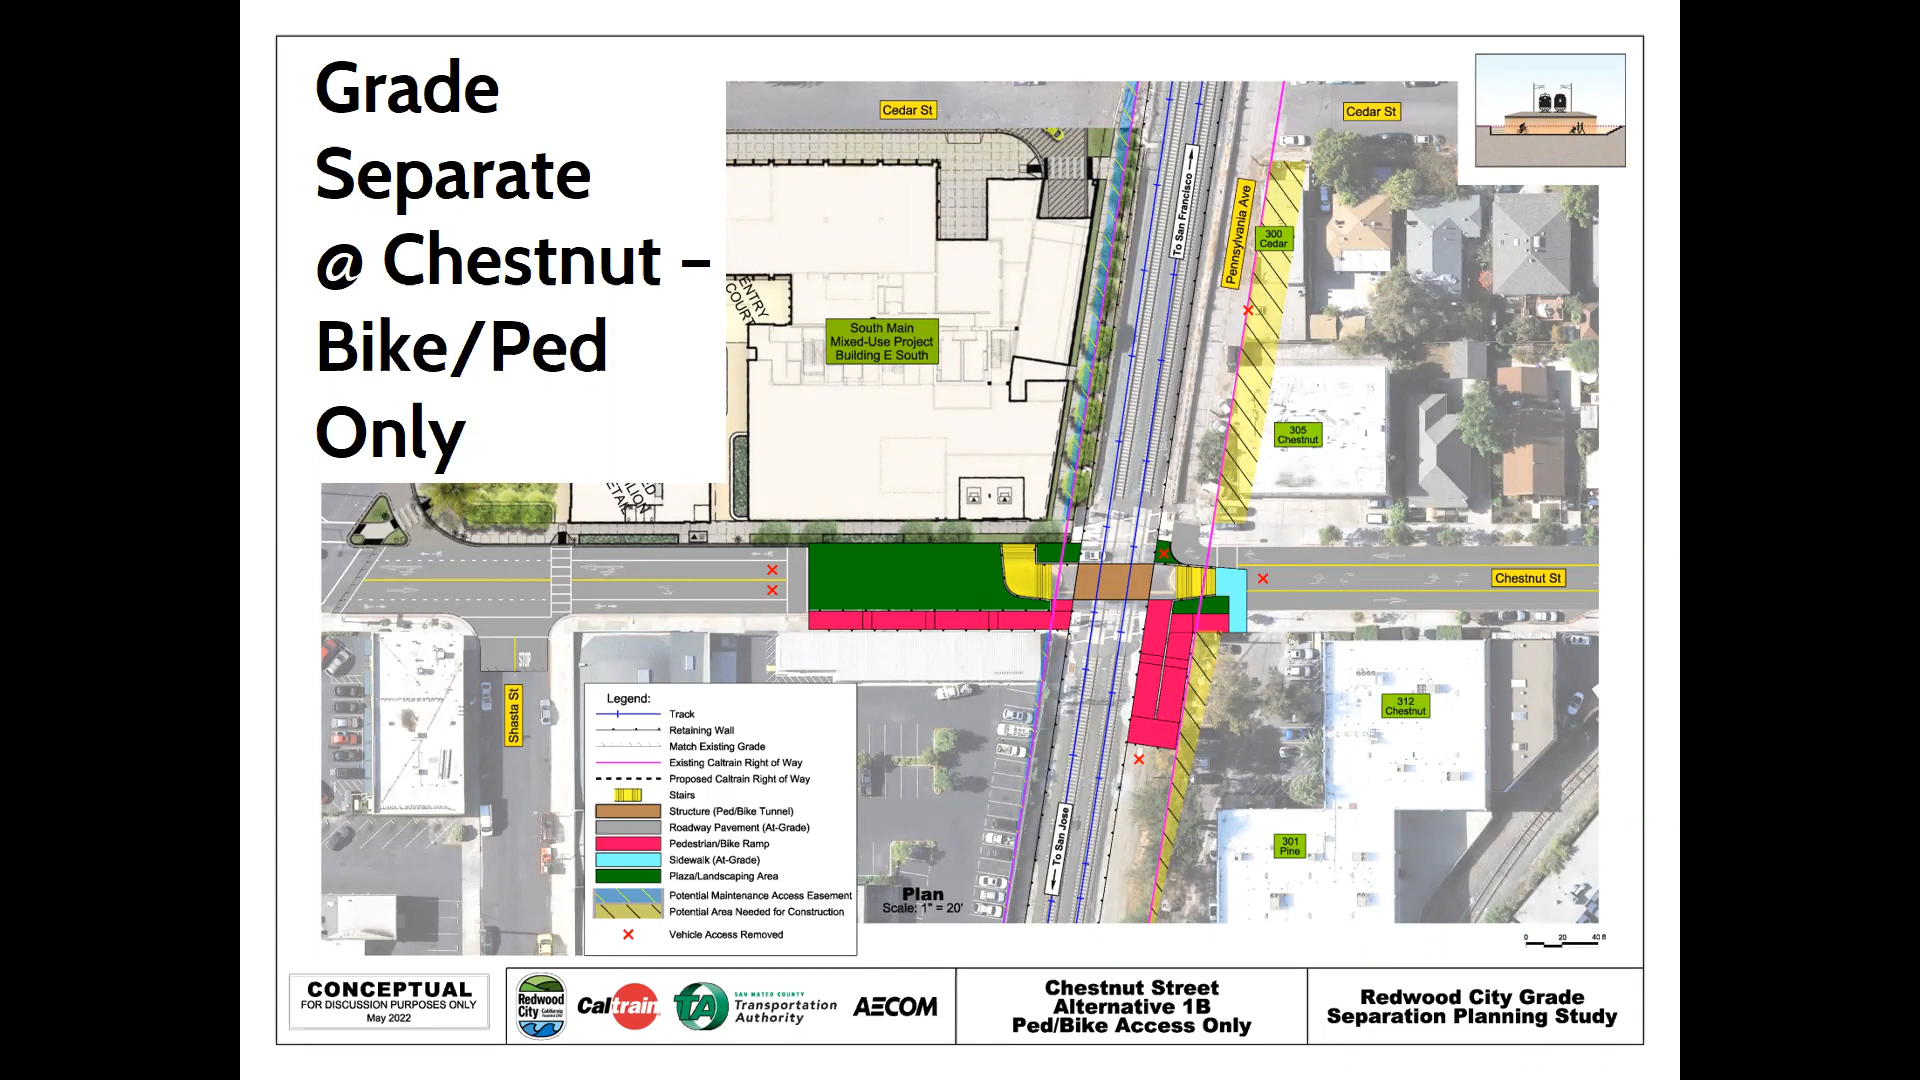 Grade
Separate
@ Chestnut –
Bike/Ped
Only
Cedar St
Cedar St
To San Francisco
Pennsylvania Ave
300
Cedar
ENTRY
COURT
South Main
Mixed-Use Project
Building E South
305
Chestnut
Chestnut St
STOP
Shasta St
312
Chestnut
301
Pine
To San Jose
Legend:
Track
Retaining Wall
Match Existing Grade
Existing Caltrain Right of Way
Proposed Caltrain Right of Way
Stairs
Structure (Ped/Bike Tunnel)
Roadway Pavement (At-Grade)
Pedestrian/Bike Ramp
Sidewalk (At-Grade)
Plaza/Landscaping Area
Potential Maintenance Access Easement
Potential Area Needed for Construction
Vehicle Access Removed
Plan
Scale: 1" = 20'
0 20 40 ft
CONCEPTUAL
FOR DISCUSSION PURPOSES ONLY
May 2022
Redwood
City California
Caltrain
TA
SAN MATEO COUNTY
Transportation
Authority
AECOM
Chestnut Street
Alternative 1B
Ped/Bike Access Only
Redwood City Grade
Separation Planning Study